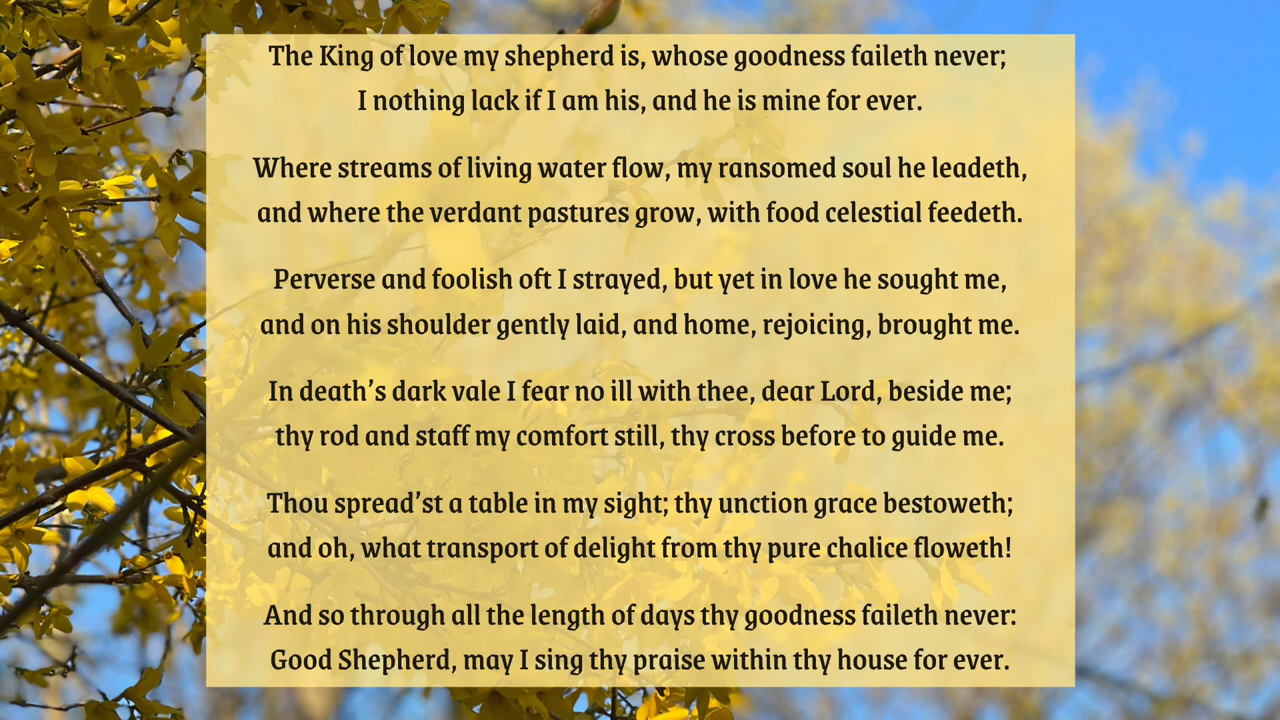 The King of love my shepherd is, whose goodness faileth never;
I nothing lack if I am his, and he is mine for ever.
Where streams of living water flow, my ransomed soul he leadeth,
and where the verdant pastures grow, with food celestial feedeth.
Perverse and foolish oft I strayed, but yet in love he sought me,
and on his shoulder gently laid, and home, rejoicing, brought me.
In death’s dark vale I fear no ill with thee, dear Lord, beside me;
thy rod and staff my comfort still, thy cross before to guide me.
Thou spread’st a table in my sight; thy unction grace bestoweth;
and oh, what transport of delight from thy pure chalice floweth!
And so through all the length of days thy goodness faileth never:
Good Shepherd, may I sing thy praise within thy house for ever.